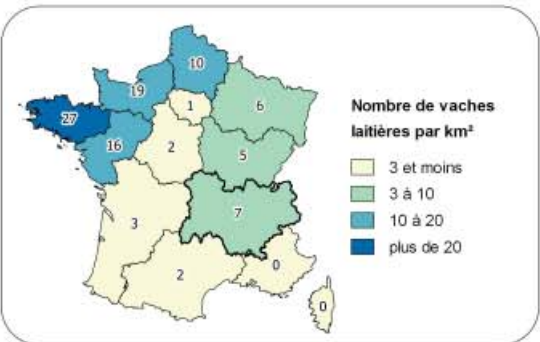 10
19
1
6
27
16
2
5
3
7
2
0
0
Nombre de vaches
laitières par km²
3 et moins
3 à 10
10 à 20
plus de 20